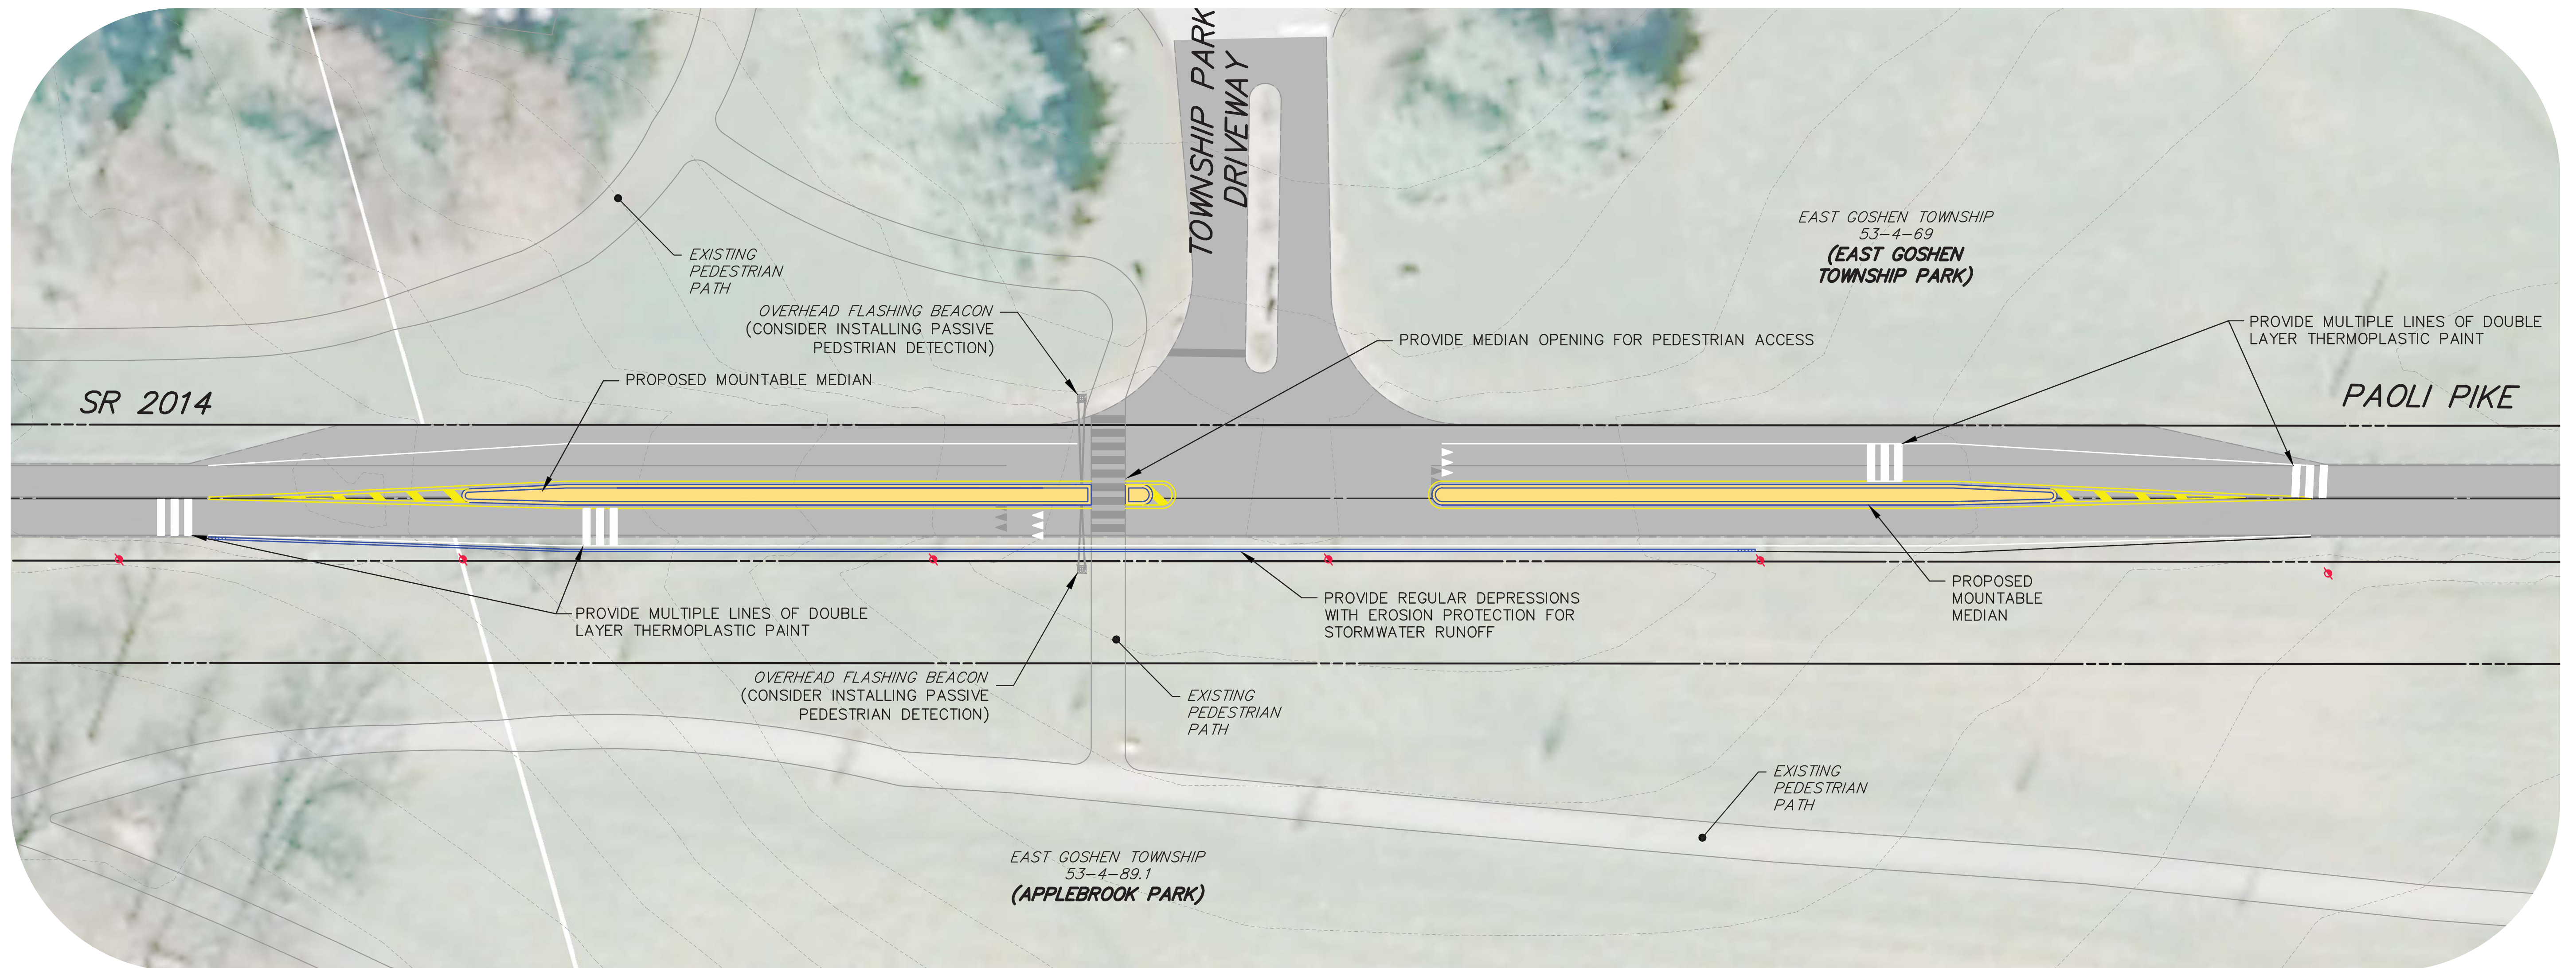 TOWNSHIP PARK
DRIVEWAY
EAST GOSHEN TOWNSHIP
53-4-69
(EAST GOSHEN
TOWNSHIP PARK)
EXISTING
PEDESTRIAN
PATH
OVERHEAD FLASHING BEACON
(CONSIDER INSTALLING PASSIVE
PEDSTRIAN DETECTION)
PROVIDE MEDIAN OPENING FOR PEDESTRIAN ACCESS
PROVIDE MULTIPLE LINES OF DOUBLE
LAYER THERMOPLASTIC PAINT
PROPOSED MOUNTABLE MEDIAN
SR 2014
PAOLI PIKE
PROVIDE MULTIPLE LINES OF DOUBLE
LAYER THERMOPLASTIC PAINT
PROVIDE REGULAR DEPRESSIONS
WITH EROSION PROTECTION FOR
STORMWATER RUNOFF
PROPOSED
MOUNTABLE
MEDIAN
OVERHEAD FLASHING BEACON
(CONSIDER INSTALLING PASSIVE
PEDESTRIAN DETECTION)
EXISTING
PEDESTRIAN
PATH
EXISTING
PEDESTRIAN
PATH
EAST GOSHEN TOWNSHIP
53-4-89.1
(APPLEBROOK PARK)